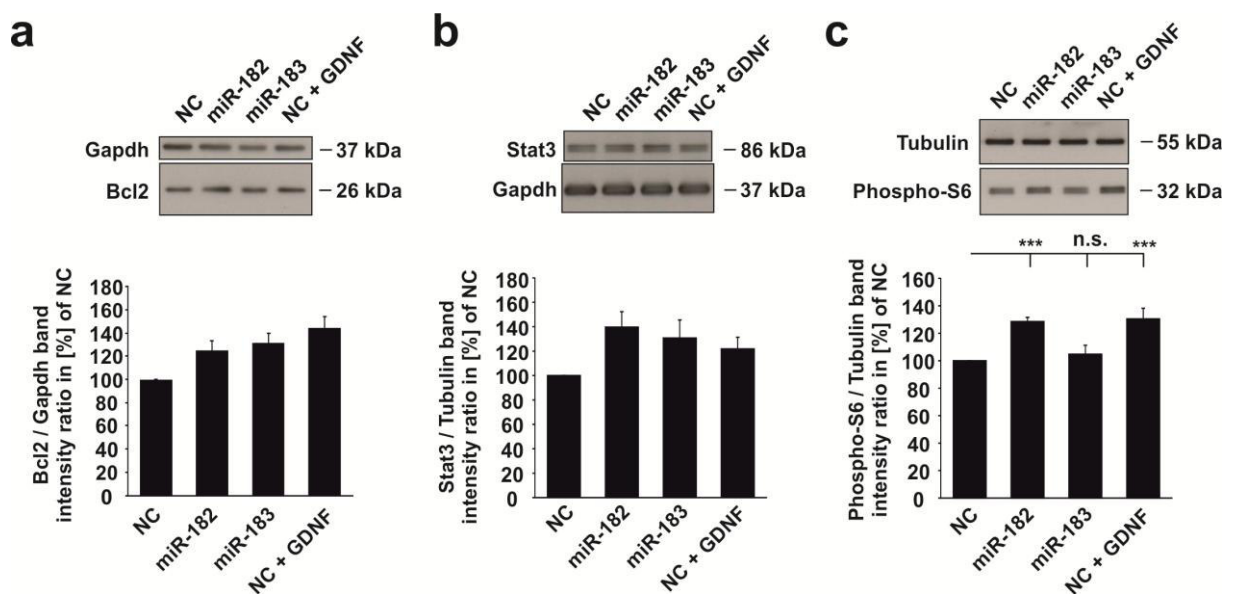 a
NC
miR-182
miR-183
NC + GDNF
Gapdh
37 kDa
Bcl2
26 kDa
Bcl2 / Gapdh band
intensity ratio in [%] of NC
180
160
140
120
100
80
60
40
20
0
NC
miR-182
miR-183
NC + GDNF
b
NC
miR-182
miR-183
NC + GDNF
Stat3
86 kDa
Gapdh
37 kDa
Stat3 / Tubulin band
intensity ratio in [%] of NC
180
160
140
120
100
80
60
40
20
0
NC
miR-182
miR-183
NC + GDNF
c
NC
miR-182
miR-183
NC + GDNF
Tubulin
55 kDa
Phospho-S6
32 kDa
*** n.s. ***
Phospho-S6 / Tubulin band
intensity ratio in [%] of NC
160
140
120
100
80
60
40
20
0
NC
miR-182
miR-183
NC + GDNF